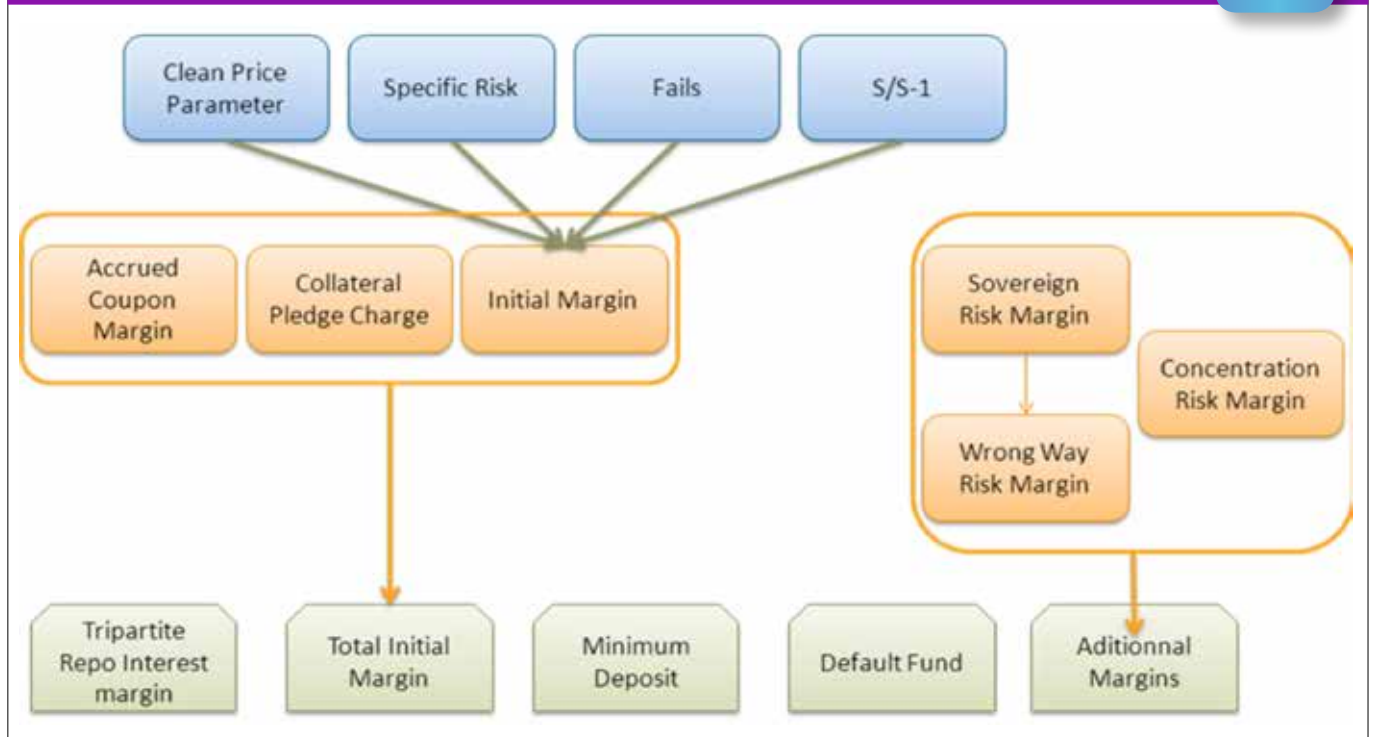 Clean Price
Parameter
Specific Risk
Fails
S/S-1
Accrued
Coupon
Margin
Collateral
Pledge Charge
Initial Margin
Sovereign
Risk Margin
Concentration
Risk Margin
Wrong Way
Risk Margin
Tripartite
Repo Interest
margin
Total Initial
Margin
Minimum
Deposit
Default Fund
Aditionnal
Margins